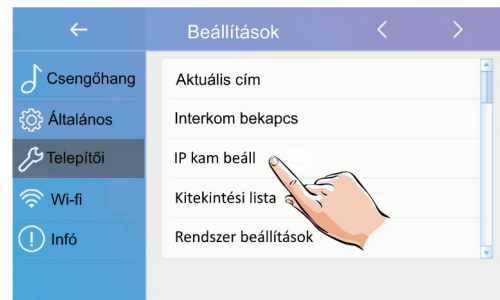 Beállítások
Csengőhang
Általános
Telepítői
Wi-fi
Infó
Aktuális cím
Interkom bekapcs
IP kam beáll
Kitekintési lista
Rendszer beállítások